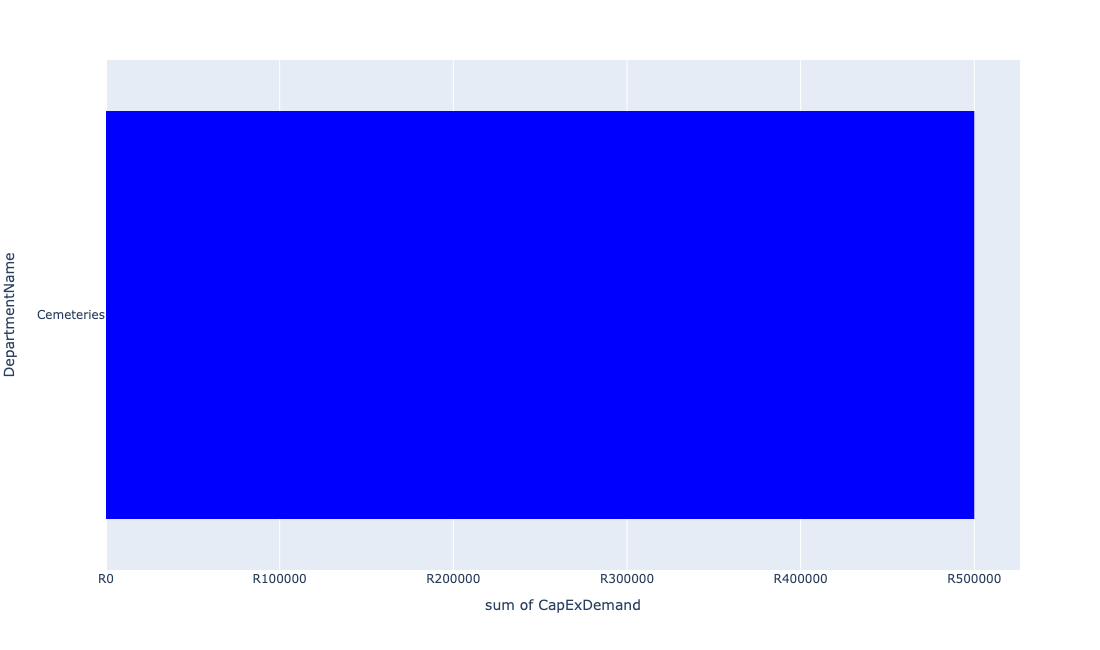 DepartmentName
Cemeteries
R0
R100000
R200000
R300000
R400000
R500000
sum of CapExDemand